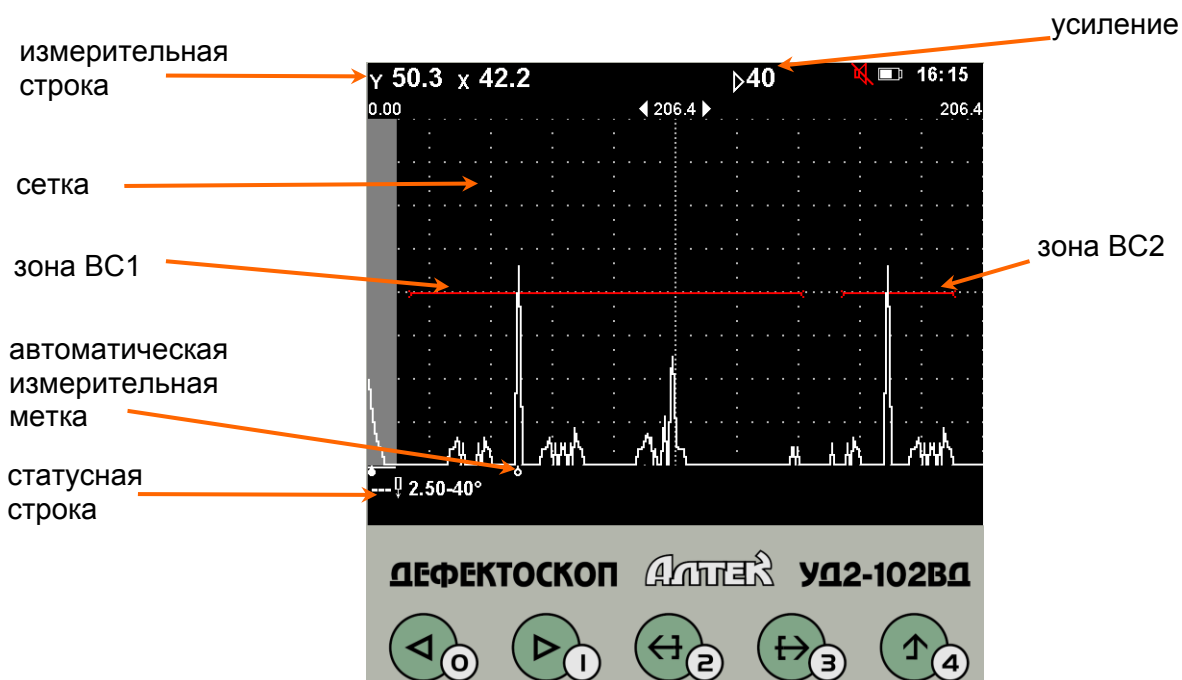 усиление
измерительная
строка
Y 50.3 X 42.2 40 16:15
0.00 206.4 206.4
сетка
зона ВС1
зона ВС2
автоматическая
измерительная
метка
статусная
строка
--- 2.50-40°
ДЕФЕКТОСКОП АЛТЕК УД2-102ВД
0 1 2 3 4